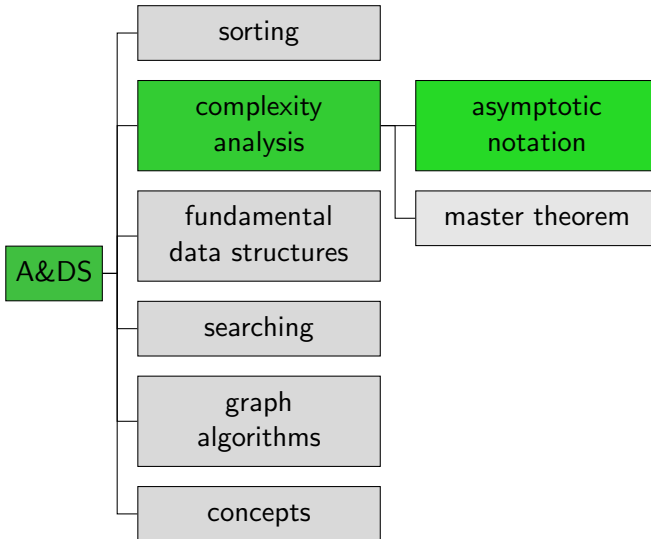 A&DS
sorting
complexity
analysis
asymptotic
notation
master theorem
fundamental
data structures
searching
graph
algorithms
concepts